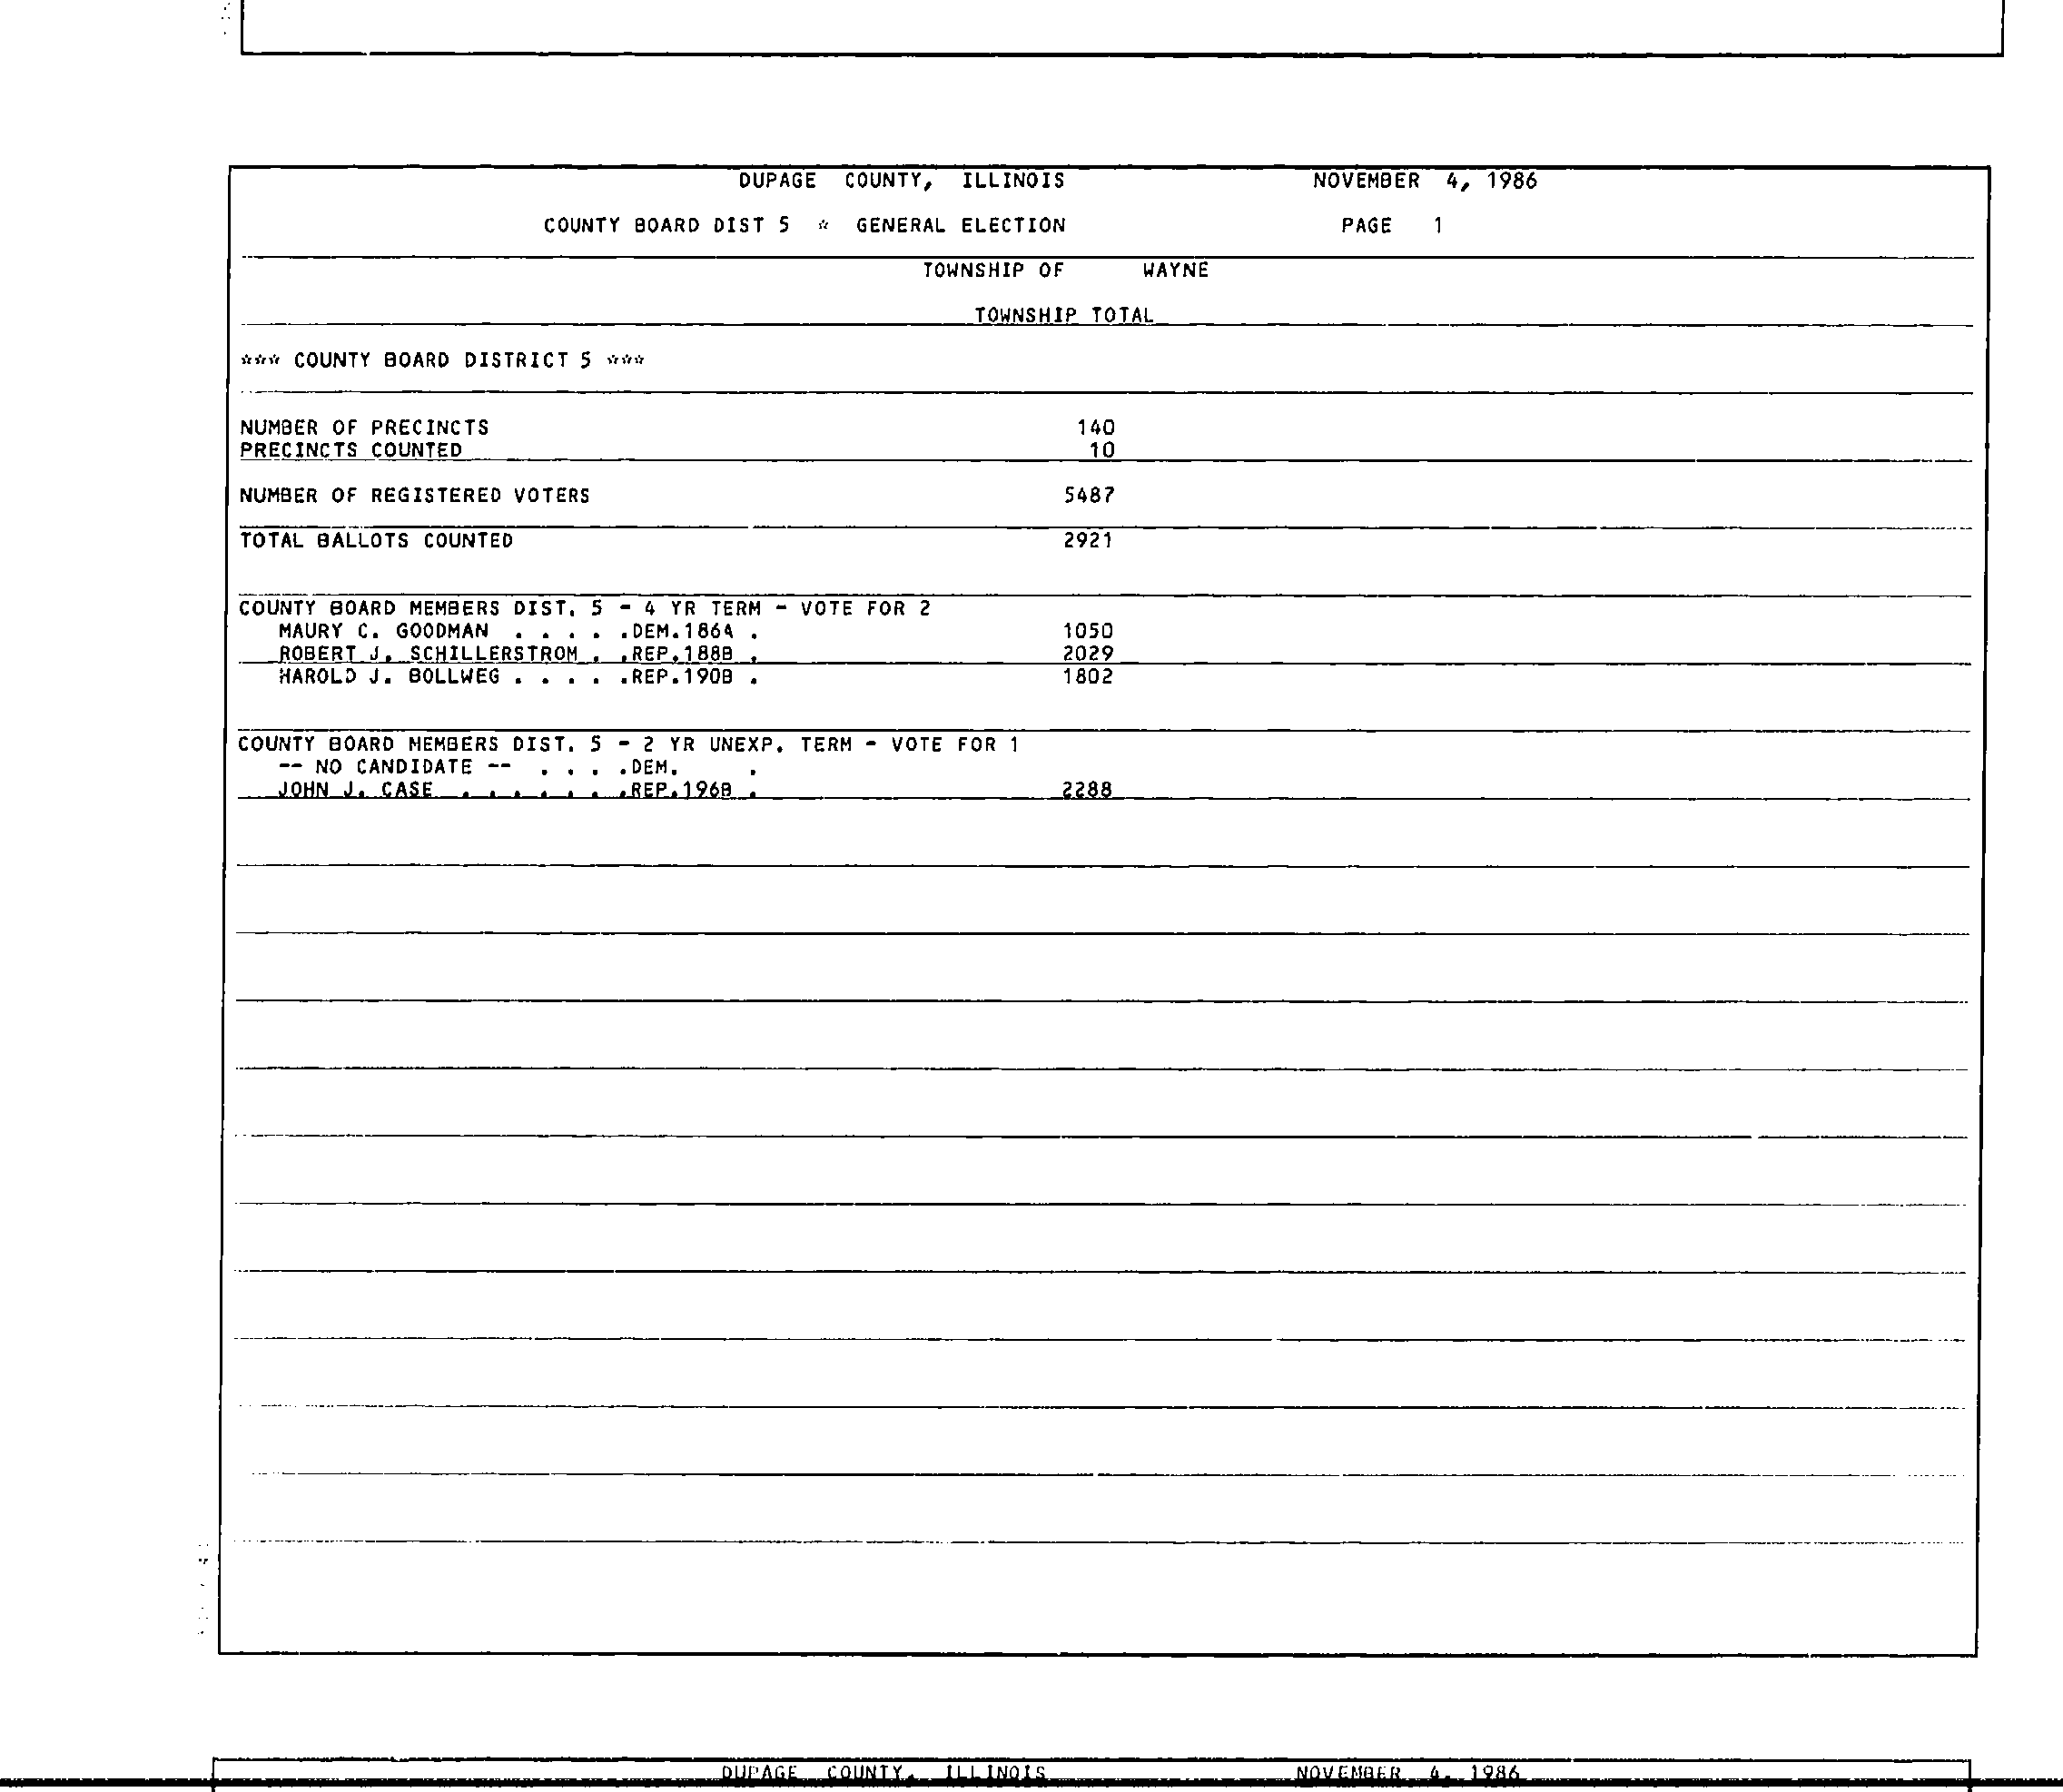 DUPAGE COUNTY, ILLINOIS NOVEMBER 4, 1986
COUNTY BOARD DIST 5 * GENERAL ELECTION PAGE 1
TOWNSHIP OF WAYNE
TOWNSHIP TOTAL
*** COUNTY BOARD DISTRICT 5 ***
NUMBER OF PRECINCTS 140
PRECINCTS COUNTED 10
NUMBER OF REGISTERED VOTERS 5487
TOTAL BALLOTS COUNTED 2921
COUNTY BOARD MEMBERS DIST. 5 - 4 YR TERM - VOTE FOR 2
MAURY C. GOODMAN . . . . .DEM.186A . 1050
ROBERT J. SCHILLERSTROM . .REP.188B . 2029
HAROLD J. BOLLWEG . . . . .REP.190B . 1802
COUNTY BOARD MEMBERS DIST. 5 - 2 YR UNEXP. TERM - VOTE FOR 1
-- NO CANDIDATE -- . . . .DEM. .
JOHN J. CASE . . . . . . .REP.196B . 2288
DUPAGE COUNTY, ILLINOIS NOVEMBER 4, 1986